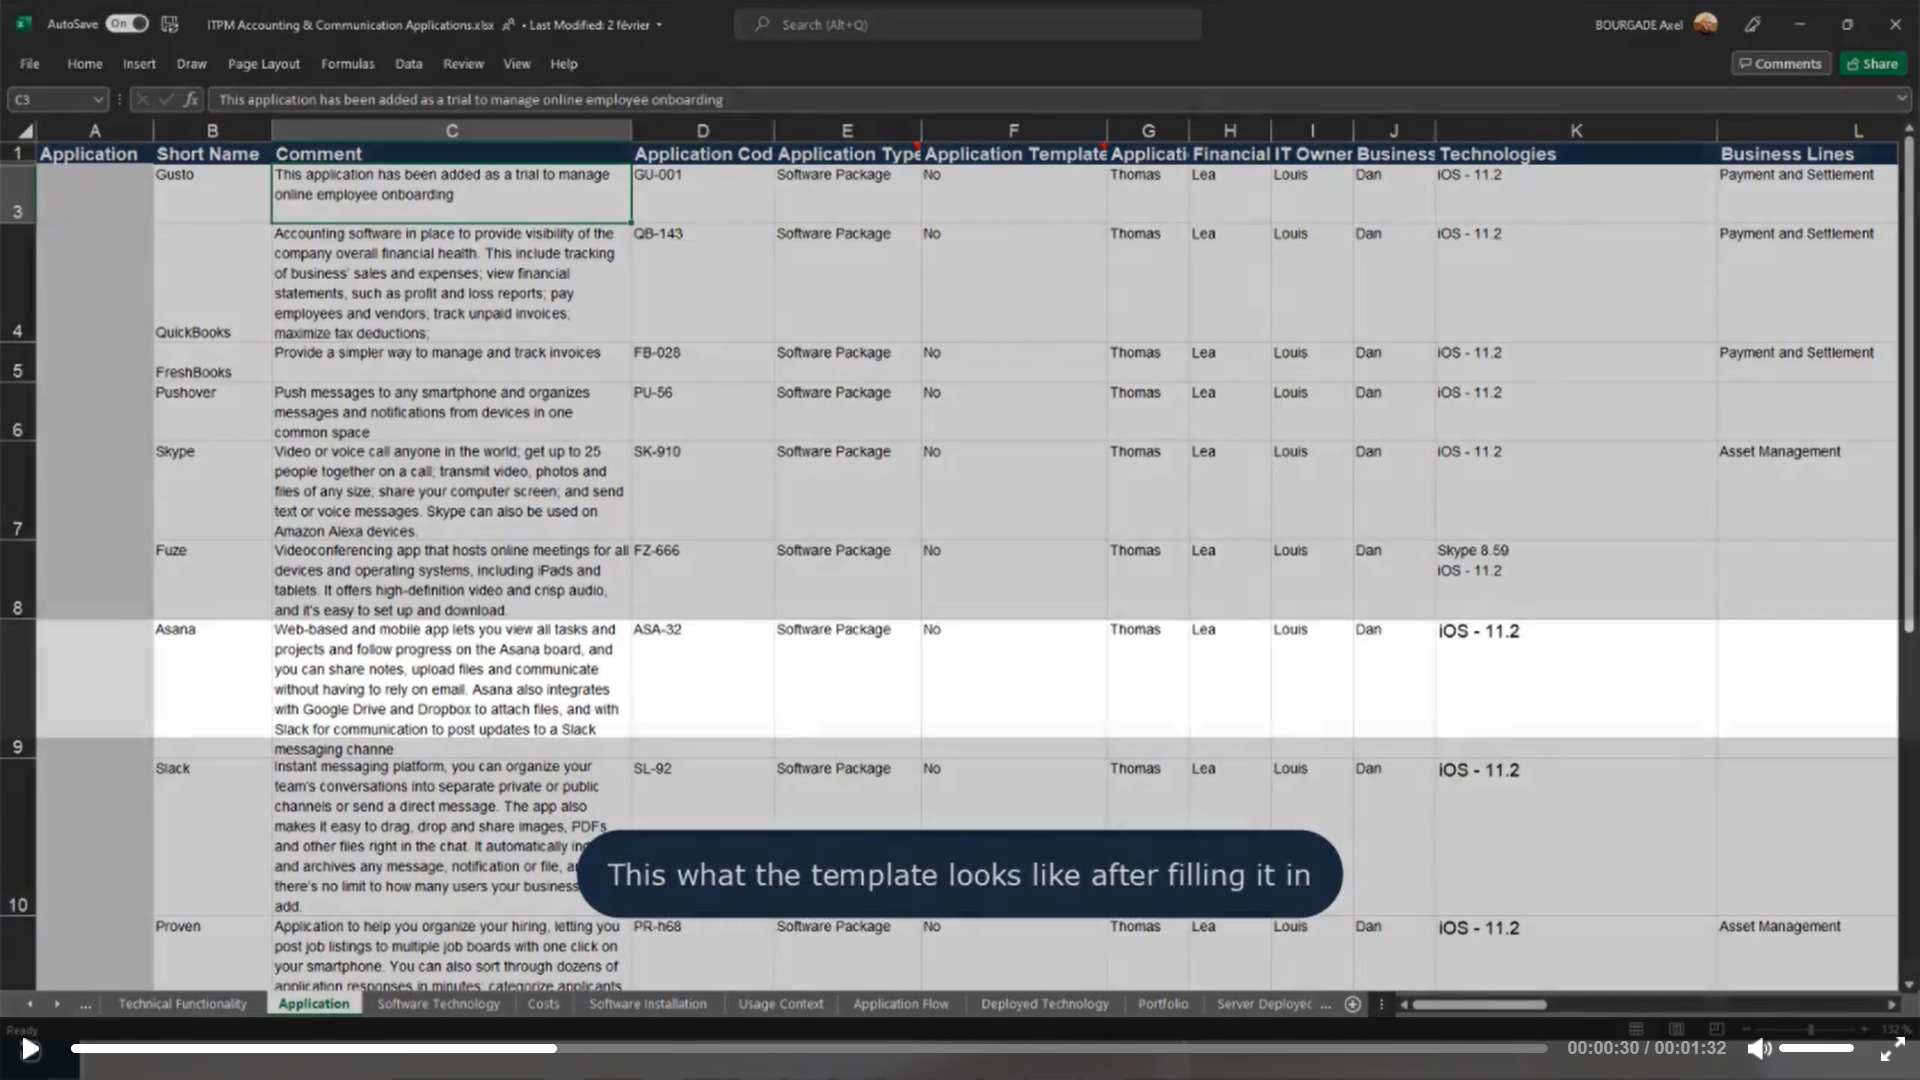 AutoSave On ITPM Accounting & Communication Applications.xlsx • Last Modified: 2 février Search (Alt+Q) BOURGADE Axel
File Home Insert Draw Page Layout Formulas Data Review View Help Comments Share
C3 fx This application has been added as a trial to manage online employee onboarding
A B C D E F G H I J K L
1 Application Short Name Comment Application Cod Application Type Application Template Applicati Financial IT Owner Business Technologies Business Lines
3 Gusto This application has been added as a trial to manage GU-001 Software Package No Thomas Lea Louis Dan iOS - 11.2 Payment and Settlement
online employee onboarding
4 QuickBooks Accounting software in place to provide visibility of the QB-143 Software Package No Thomas Lea Louis Dan iOS - 11.2 Payment and Settlement
company overall financial health. This include tracking
of business' sales and expenses; view financial
statements, such as profit and loss reports; pay
employees and vendors; track unpaid invoices;
maximize tax deductions;
5 FreshBooks Provide a simpler way to manage and track invoices FB-028 Software Package No Thomas Lea Louis Dan iOS - 11.2 Payment and Settlement
6 Pushover Push messages to any smartphone and organizes PU-56 Software Package No Thomas Lea Louis Dan iOS - 11.2
messages and notifications from devices in one
common space
7 Skype Video or voice call anyone in the world; get up to 25 SK-910 Software Package No Thomas Lea Louis Dan iOS - 11.2 Asset Management
people together on a call; transmit video, photos and
files of any size; share your computer screen; and send
text or voice messages. Skype can also be used on
Amazon Alexa devices.
8 Fuze Videoconferencing app that hosts online meetings for all FZ-666 Software Package No Thomas Lea Louis Dan Skype 8.59
devices and operating systems, including iPads and iOS - 11.2
tablets. It offers high-definition video and crisp audio,
and it's easy to set up and download.
9 Asana Web-based and mobile app lets you view all tasks and ASA-32 Software Package No Thomas Lea Louis Dan iOS - 11.2
projects and follow progress on the Asana board, and
you can share notes, upload files and communicate
without having to rely on email. Asana also integrates
with Google Drive and Dropbox to attach files, and with
Slack for communication to post updates to a Slack
messaging channe
10 Slack Instant messaging platform, you can organize your SL-92 Software Package No Thomas Lea Louis Dan iOS - 11.2
team's conversations into separate private or public
channels or send a direct message. The app also
makes it easy to drag, drop and share images, PDFs
and other files right in the chat. It automatically in
and archives any message, notification or file, a
there's no limit to how many users your business
add.
This what the template looks like after filling it in
Proven Application to help you organize your hiring, letting you PR-h68 Software Package No Thomas Lea Louis Dan iOS - 11.2 Asset Management
post job listings to multiple job boards with one click on
your smartphone. You can also sort through dozens of
application responses in minutes; categorize applicants
... Technical Functionality Application Software Technology Costs Software Installation Usage Context Application Flow Deployed Technology Portfolio Server Deployec ...
Ready 132 %
00:00:30 / 00:01:32